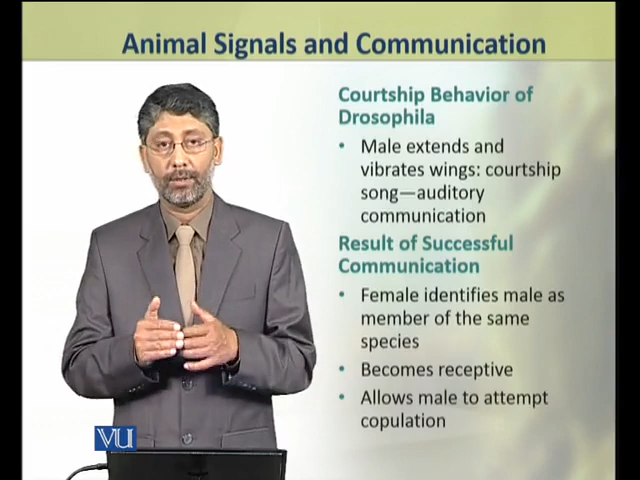 Animal Signals and Communication
Courtship Behavior of
Drosophila
• Male extends and
vibrates wings: courtship
song—auditory
communication
Result of Successful
Communication
• Female identifies male as
member of the same
species
• Becomes receptive
• Allows male to attempt
copulation
VU